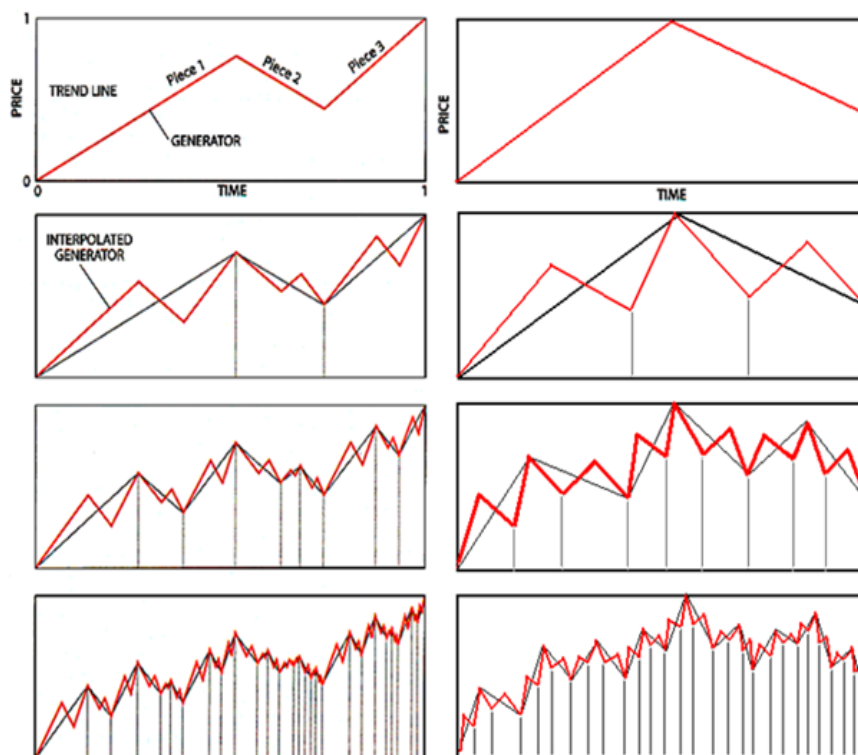 1
PRICE
TREND LINE
Piece 1
Piece 2
Piece 3
GENERATOR
0
0
TIME
1
PRICE
TIME
INTERPOLATED
GENERATOR